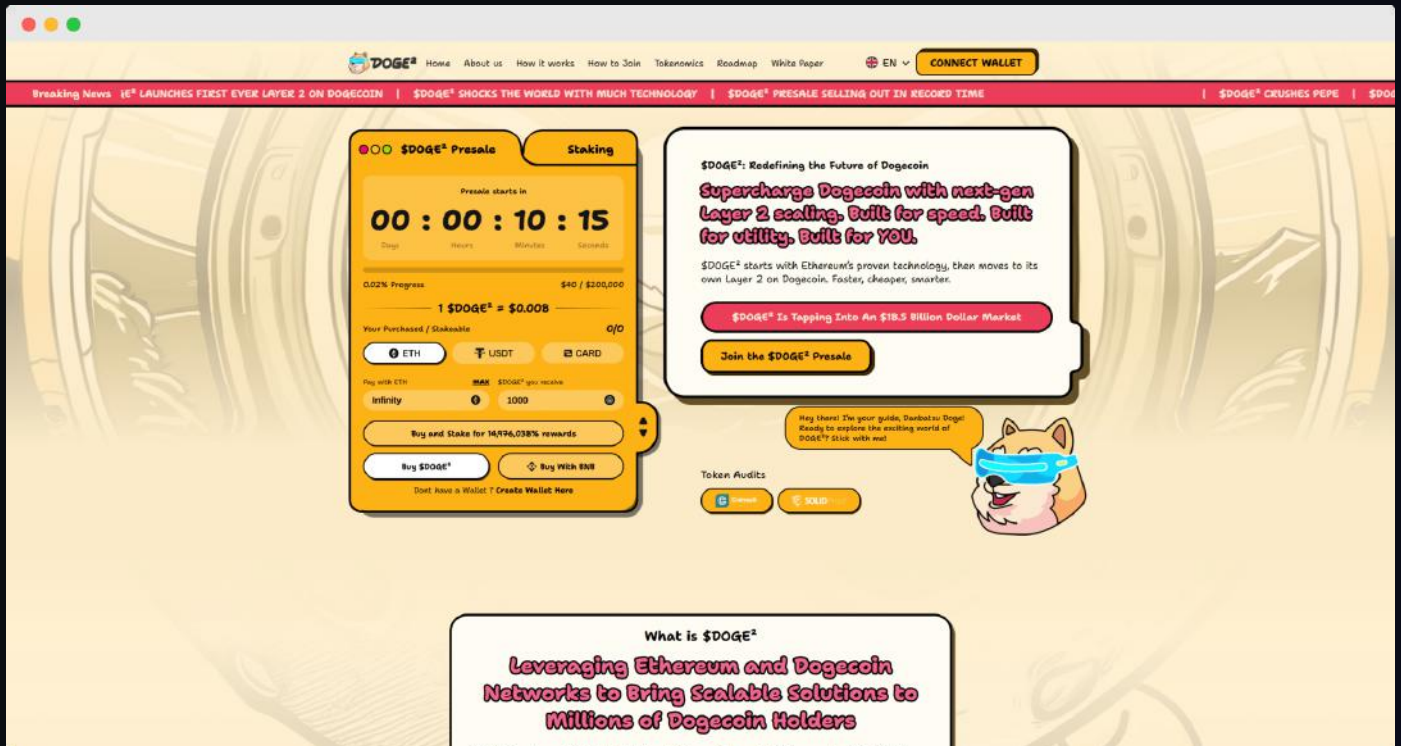 DOGE² Home About us How it works How to Join Tokenomics Roadmap White Paper EN CONNECT WALLET
Breaking News E² LAUNCHES FIRST EVER LAYER 2 ON DOGECOIN | $DOGE² SHOCKS THE WORLD WITH MUCH TECHNOLOGY | $DOGE² PRESALE SELLING OUT IN RECORD TIME | $DOGE² CRUSHES PEPE | $DOG
$DOGE² Presale Staking
Presale starts in
00 : 00 : 10 : 15
Days Hours Minutes Seconds
0.02% Progress $40 / $200,000
1 $DOGE² = $0.008
Your Purchased / Stakeable 0/0
ETH USDT CARD
Pay with ETH MAX $DOGE² you receive
Infinity 1000
Buy and Stake for 14,976,038% rewards
Buy $DOGE² Buy With BNB
Dont have a Wallet ? Create Wallet Here
$DOGE²: Redefining the Future of Dogecoin
Supercharge Dogecoin with next-gen
Layer 2 scaling. Built for speed. Built
for utility. Built for YOU.
$DOGE² starts with Ethereum's proven technology, then moves to its
own Layer 2 on Dogecoin. Faster, cheaper, smarter.
$DOGE² Is Tapping Into An $18.5 Billion Dollar Market
Join the $DOGE² Presale
Hey there! I'm your guide, Danbatsu Doge!
Ready to explore the exciting world of
DOGE²? Stick with me!
Token Audits
SOLID
What is $DOGE²
Leveraging Ethereum and Dogecoin
Networks to Bring Scalable Solutions to
Millions of Dogecoin Holders